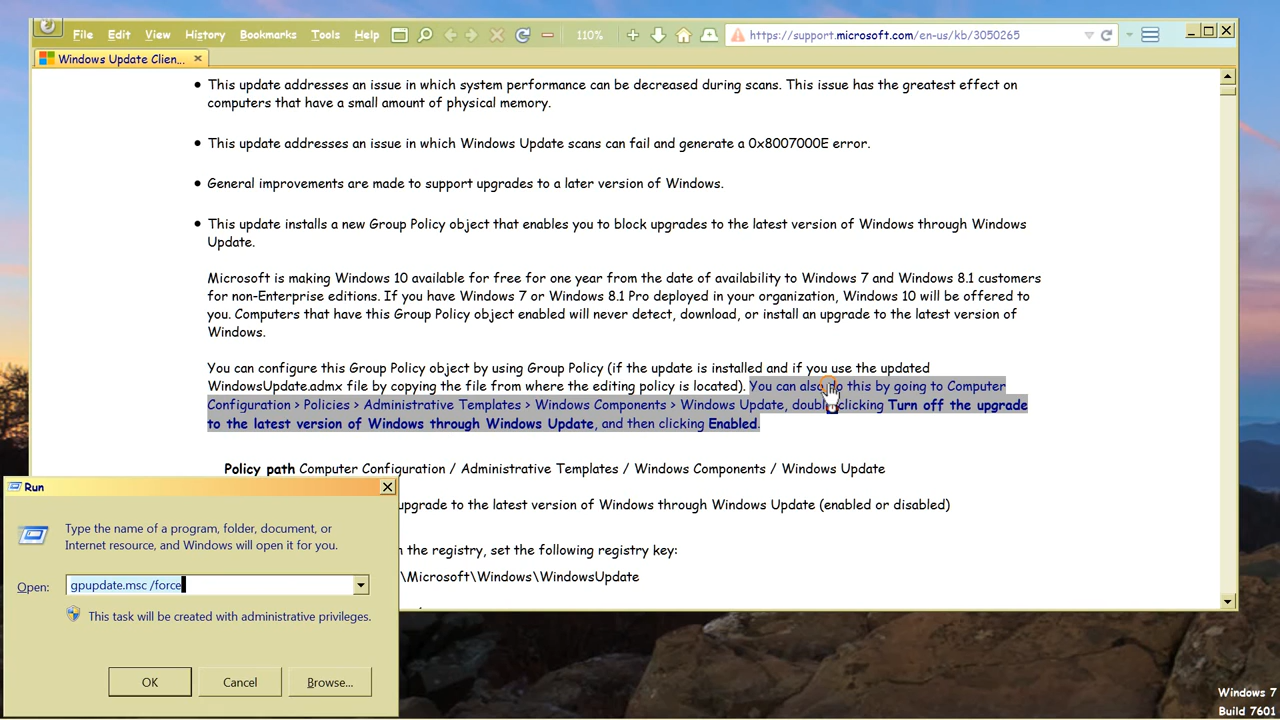 File Edit View History Bookmarks Tools Help 110% https://support.microsoft.com/en-us/kb/3050265
Windows Update Clien...
This update addresses an issue in which system performance can be decreased during scans. This issue has the greatest effect on
computers that have a small amount of physical memory.
This update addresses an issue in which Windows Update scans can fail and generate a 0x8007000E error.
General improvements are made to support upgrades to a later version of Windows.
This update installs a new Group Policy object that enables you to block upgrades to the latest version of Windows through Windows
Update.
Microsoft is making Windows 10 available for free for one year from the date of availability to Windows 7 and Windows 8.1 customers
for non-Enterprise editions. If you have Windows 7 or Windows 8.1 Pro deployed in your organization, Windows 10 will be offered to
you. Computers that have this Group Policy object enabled will never detect, download, or install an upgrade to the latest version of
Windows.
You can configure this Group Policy object by using Group Policy (if the update is installed and if you use the updated
WindowsUpdate.admx file by copying the file from where the editing policy is located). You can also do this by going to Computer
Configuration > Policies > Administrative Templates > Windows Components > Windows Update, double-clicking Turn off the upgrade
to the latest version of Windows through Windows Update, and then clicking Enabled.
Policy path Computer Configuration / Administrative Templates / Windows Components / Windows Update
upgrade to the latest version of Windows through Windows Update (enabled or disabled)
the registry, set the following registry key:
\Microsoft\Windows\WindowsUpdate
Run
Type the name of a program, folder, document, or
Internet resource, and Windows will open it for you.
Open: gpupdate.msc /force
This task will be created with administrative privileges.
OK Cancel Browse...
Windows 7
Build 7601